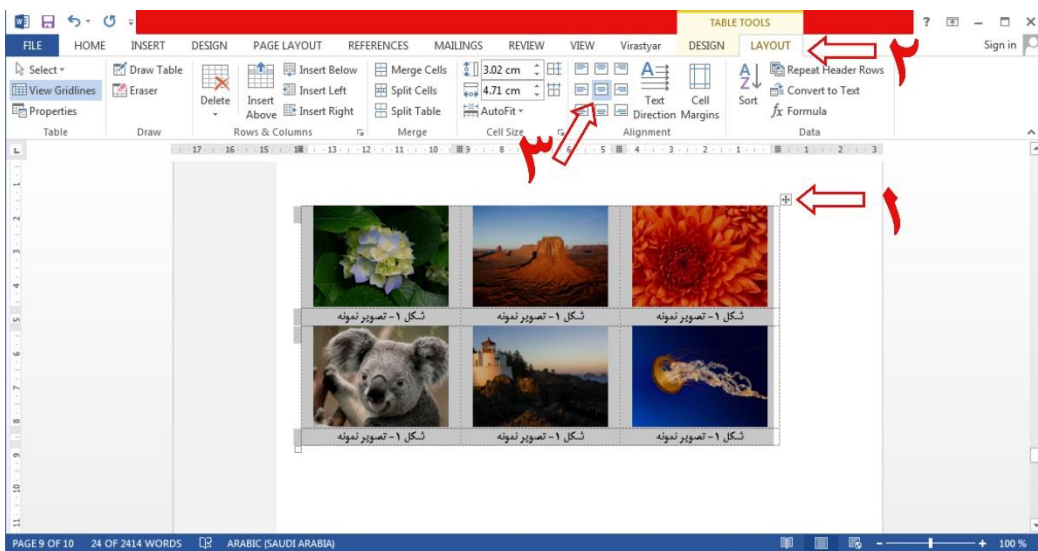 TABLE TOOLS
FILE HOME INSERT DESIGN PAGE LAYOUT REFERENCES MAILINGS REVIEW VIEW Virastyar DESIGN LAYOUT Sign in
۲
Select
View Gridlines
Properties
Table
Draw Table
Eraser
Draw
Delete
Insert Above
Insert Below
Insert Left
Insert Right
Rows & Columns
Merge Cells
Split Cells
Split Table
Merge
3.02 cm
4.71 cm
AutoFit
Cell Size
Text Direction
Cell Margins
Alignment
Sort
Repeat Header Rows
Convert to Text
fx Formula
Data
۳
۱
شکل ۱- تصویر نمونه شکل ۱- تصویر نمونه شکل ۱- تصویر نمونه
شکل ۱- تصویر نمونه شکل ۱- تصویر نمونه شکل ۱- تصویر نمونه
PAGE 9 OF 10 24 OF 2414 WORDS ARABIC (SAUDI ARABIA) 100 %